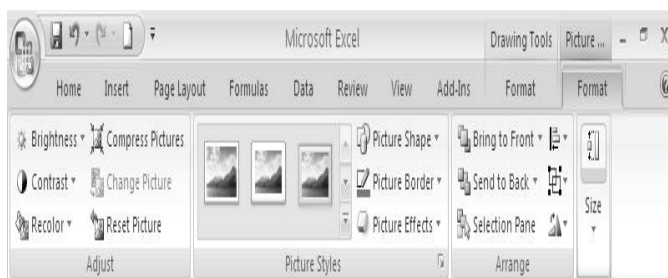 Microsoft Excel Drawing Tools Picture ...
Home Insert Page Layout Formulas Data Review View Add-Ins Format Format
Brightness Compress Pictures Picture Shape Bring to Front
Contrast Change Picture Picture Border Send to Back
Recolor Reset Picture Picture Effects Selection Pane Size
Adjust Picture Styles Arrange